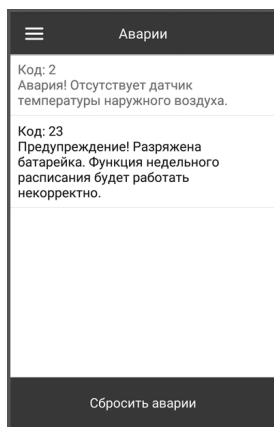 Аварии
Код: 2
Авария! Отсутствует датчик
температуры наружного воздуха.
Код: 23
Предупреждение! Разряжена
батарейка. Функция недельного
расписания будет работать
некорректно.
Сбросить аварии